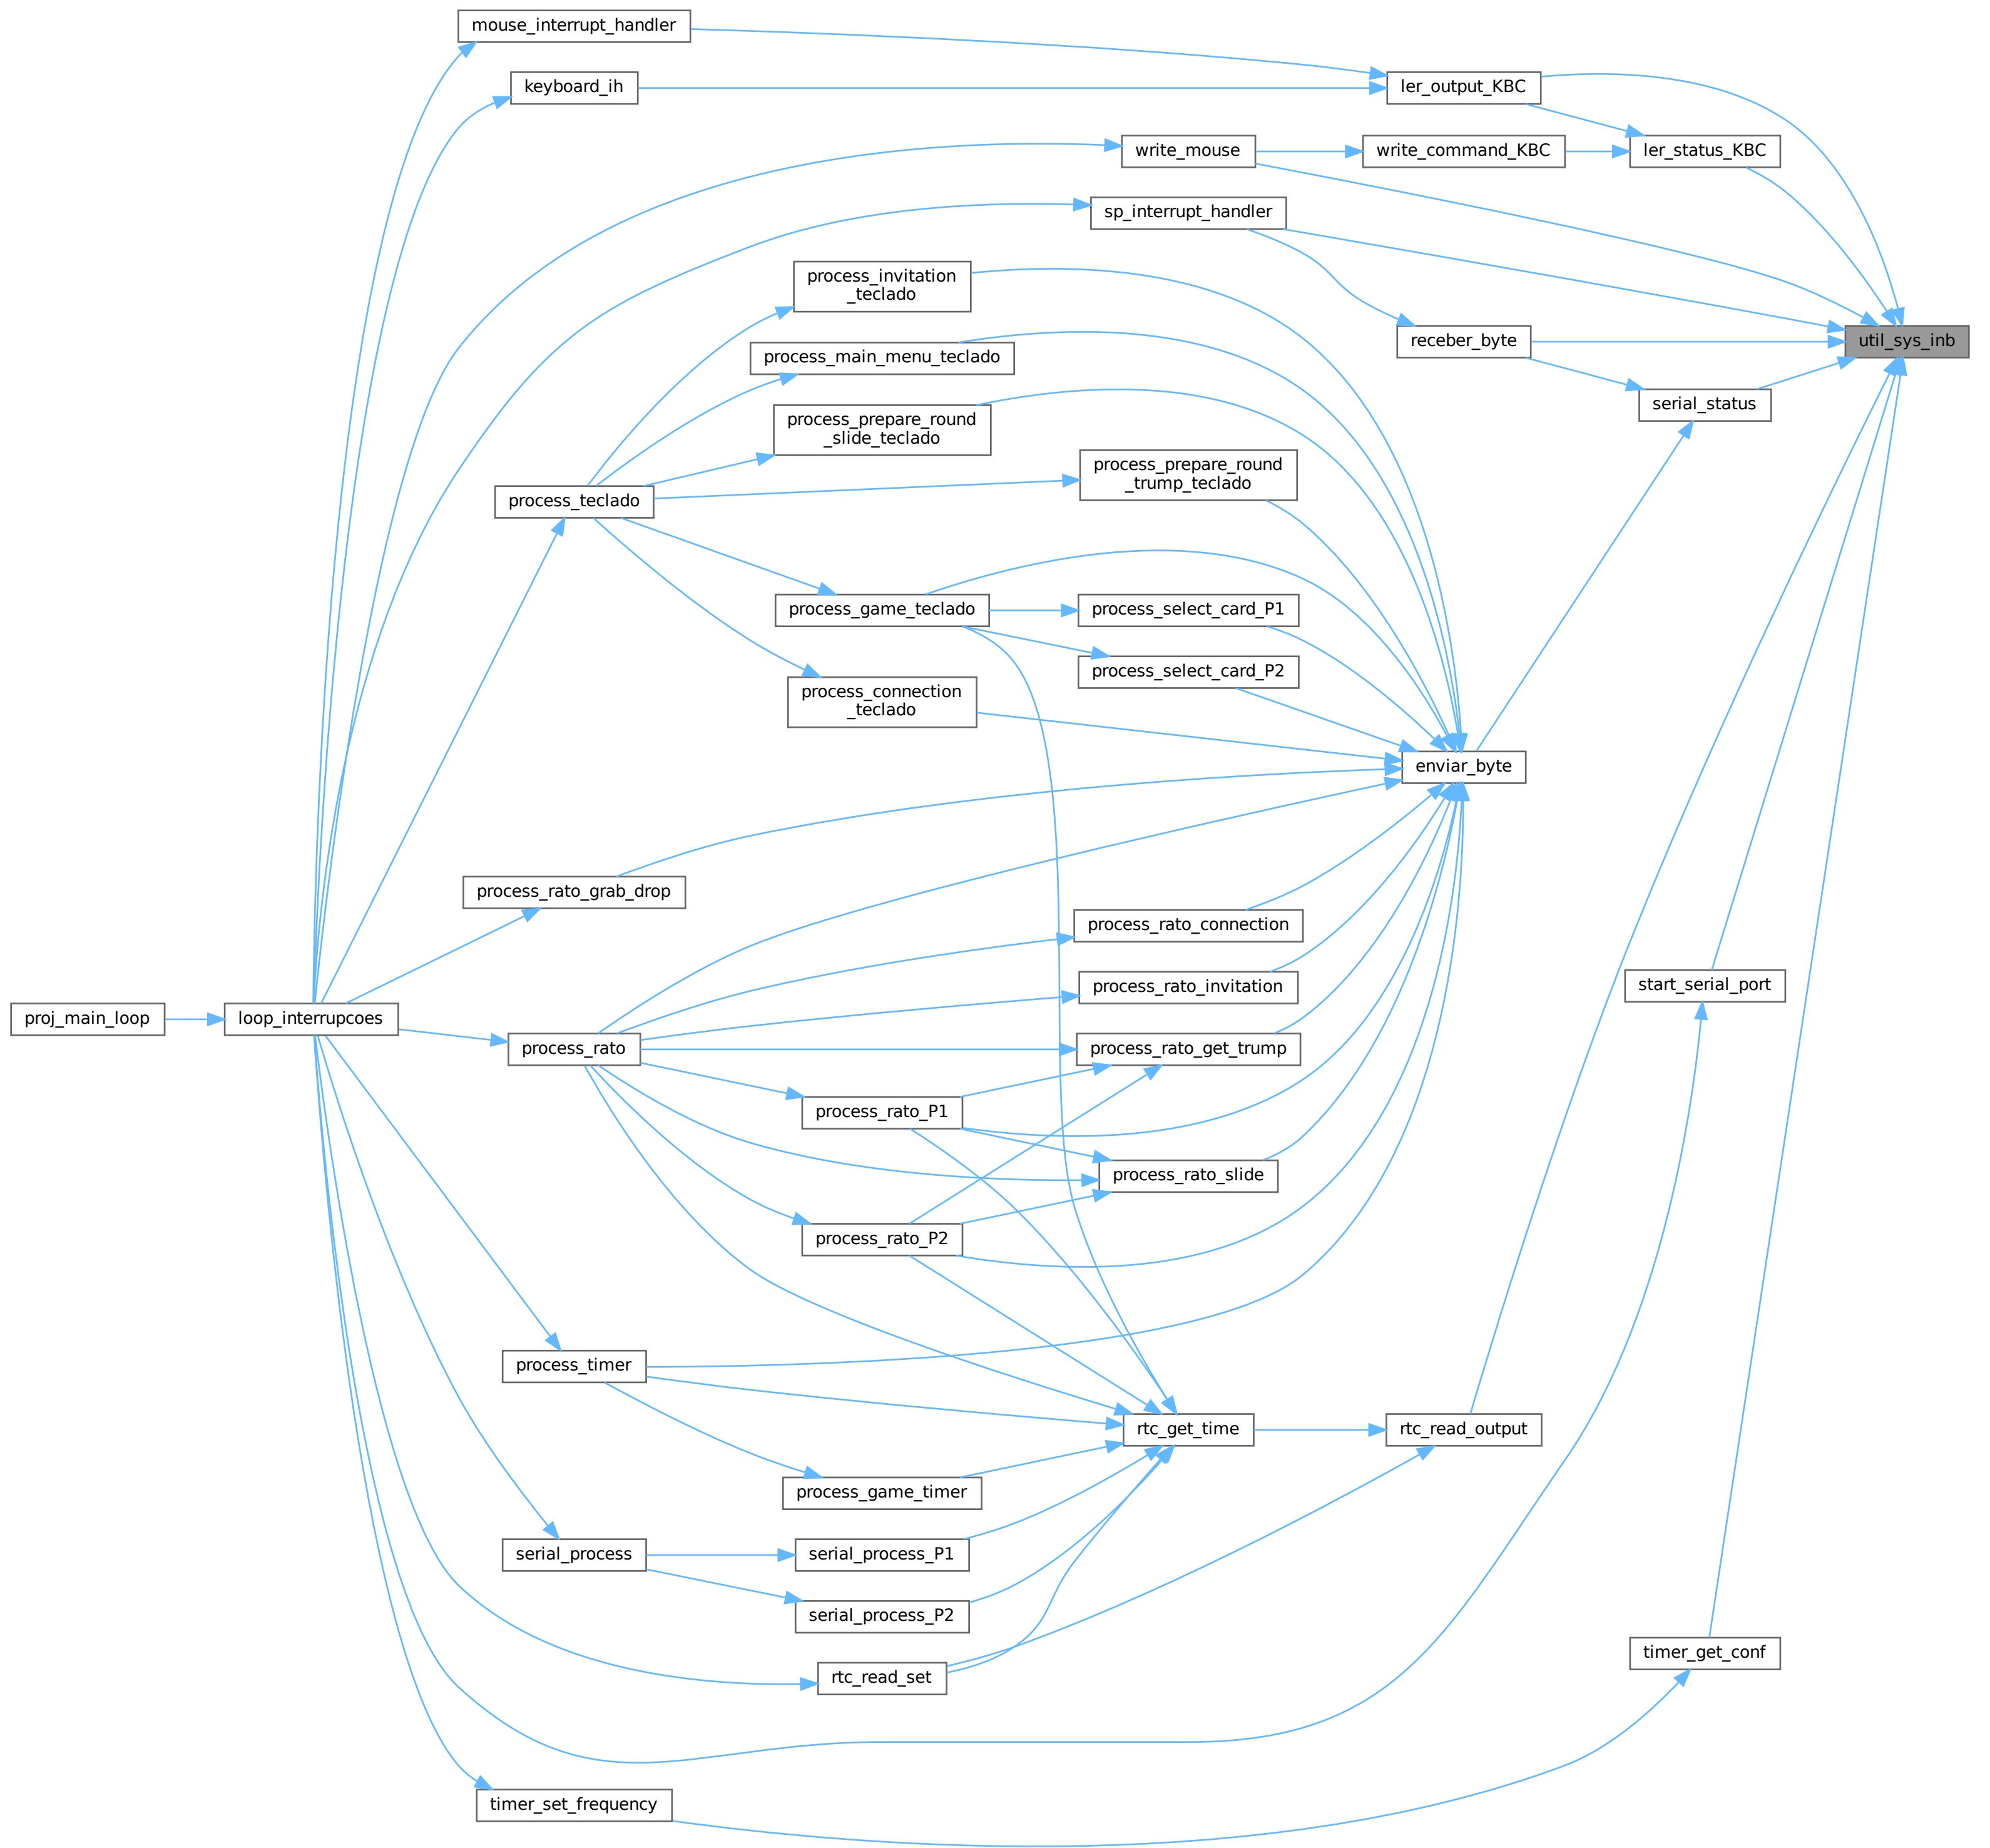 mouse_interrupt_handler
keyboard_ih
ler_output_KBC
write_mouse
write_command_KBC
ler_status_KBC
sp_interrupt_handler
process_invitation
_teclado
receber_byte
util_sys_inb
process_main_menu_teclado
serial_status
process_prepare_round
_slide_teclado
process_prepare_round
_trump_teclado
process_teclado
process_game_teclado
process_select_card_P1
process_select_card_P2
process_connection
_teclado
enviar_byte
process_rato_grab_drop
process_rato_connection
process_rato_invitation
start_serial_port
proj_main_loop
loop_interrupcoes
process_rato
process_rato_get_trump
process_rato_P1
process_rato_slide
process_rato_P2
process_timer
rtc_get_time
rtc_read_output
process_game_timer
serial_process
serial_process_P1
serial_process_P2
timer_get_conf
rtc_read_set
timer_set_frequency